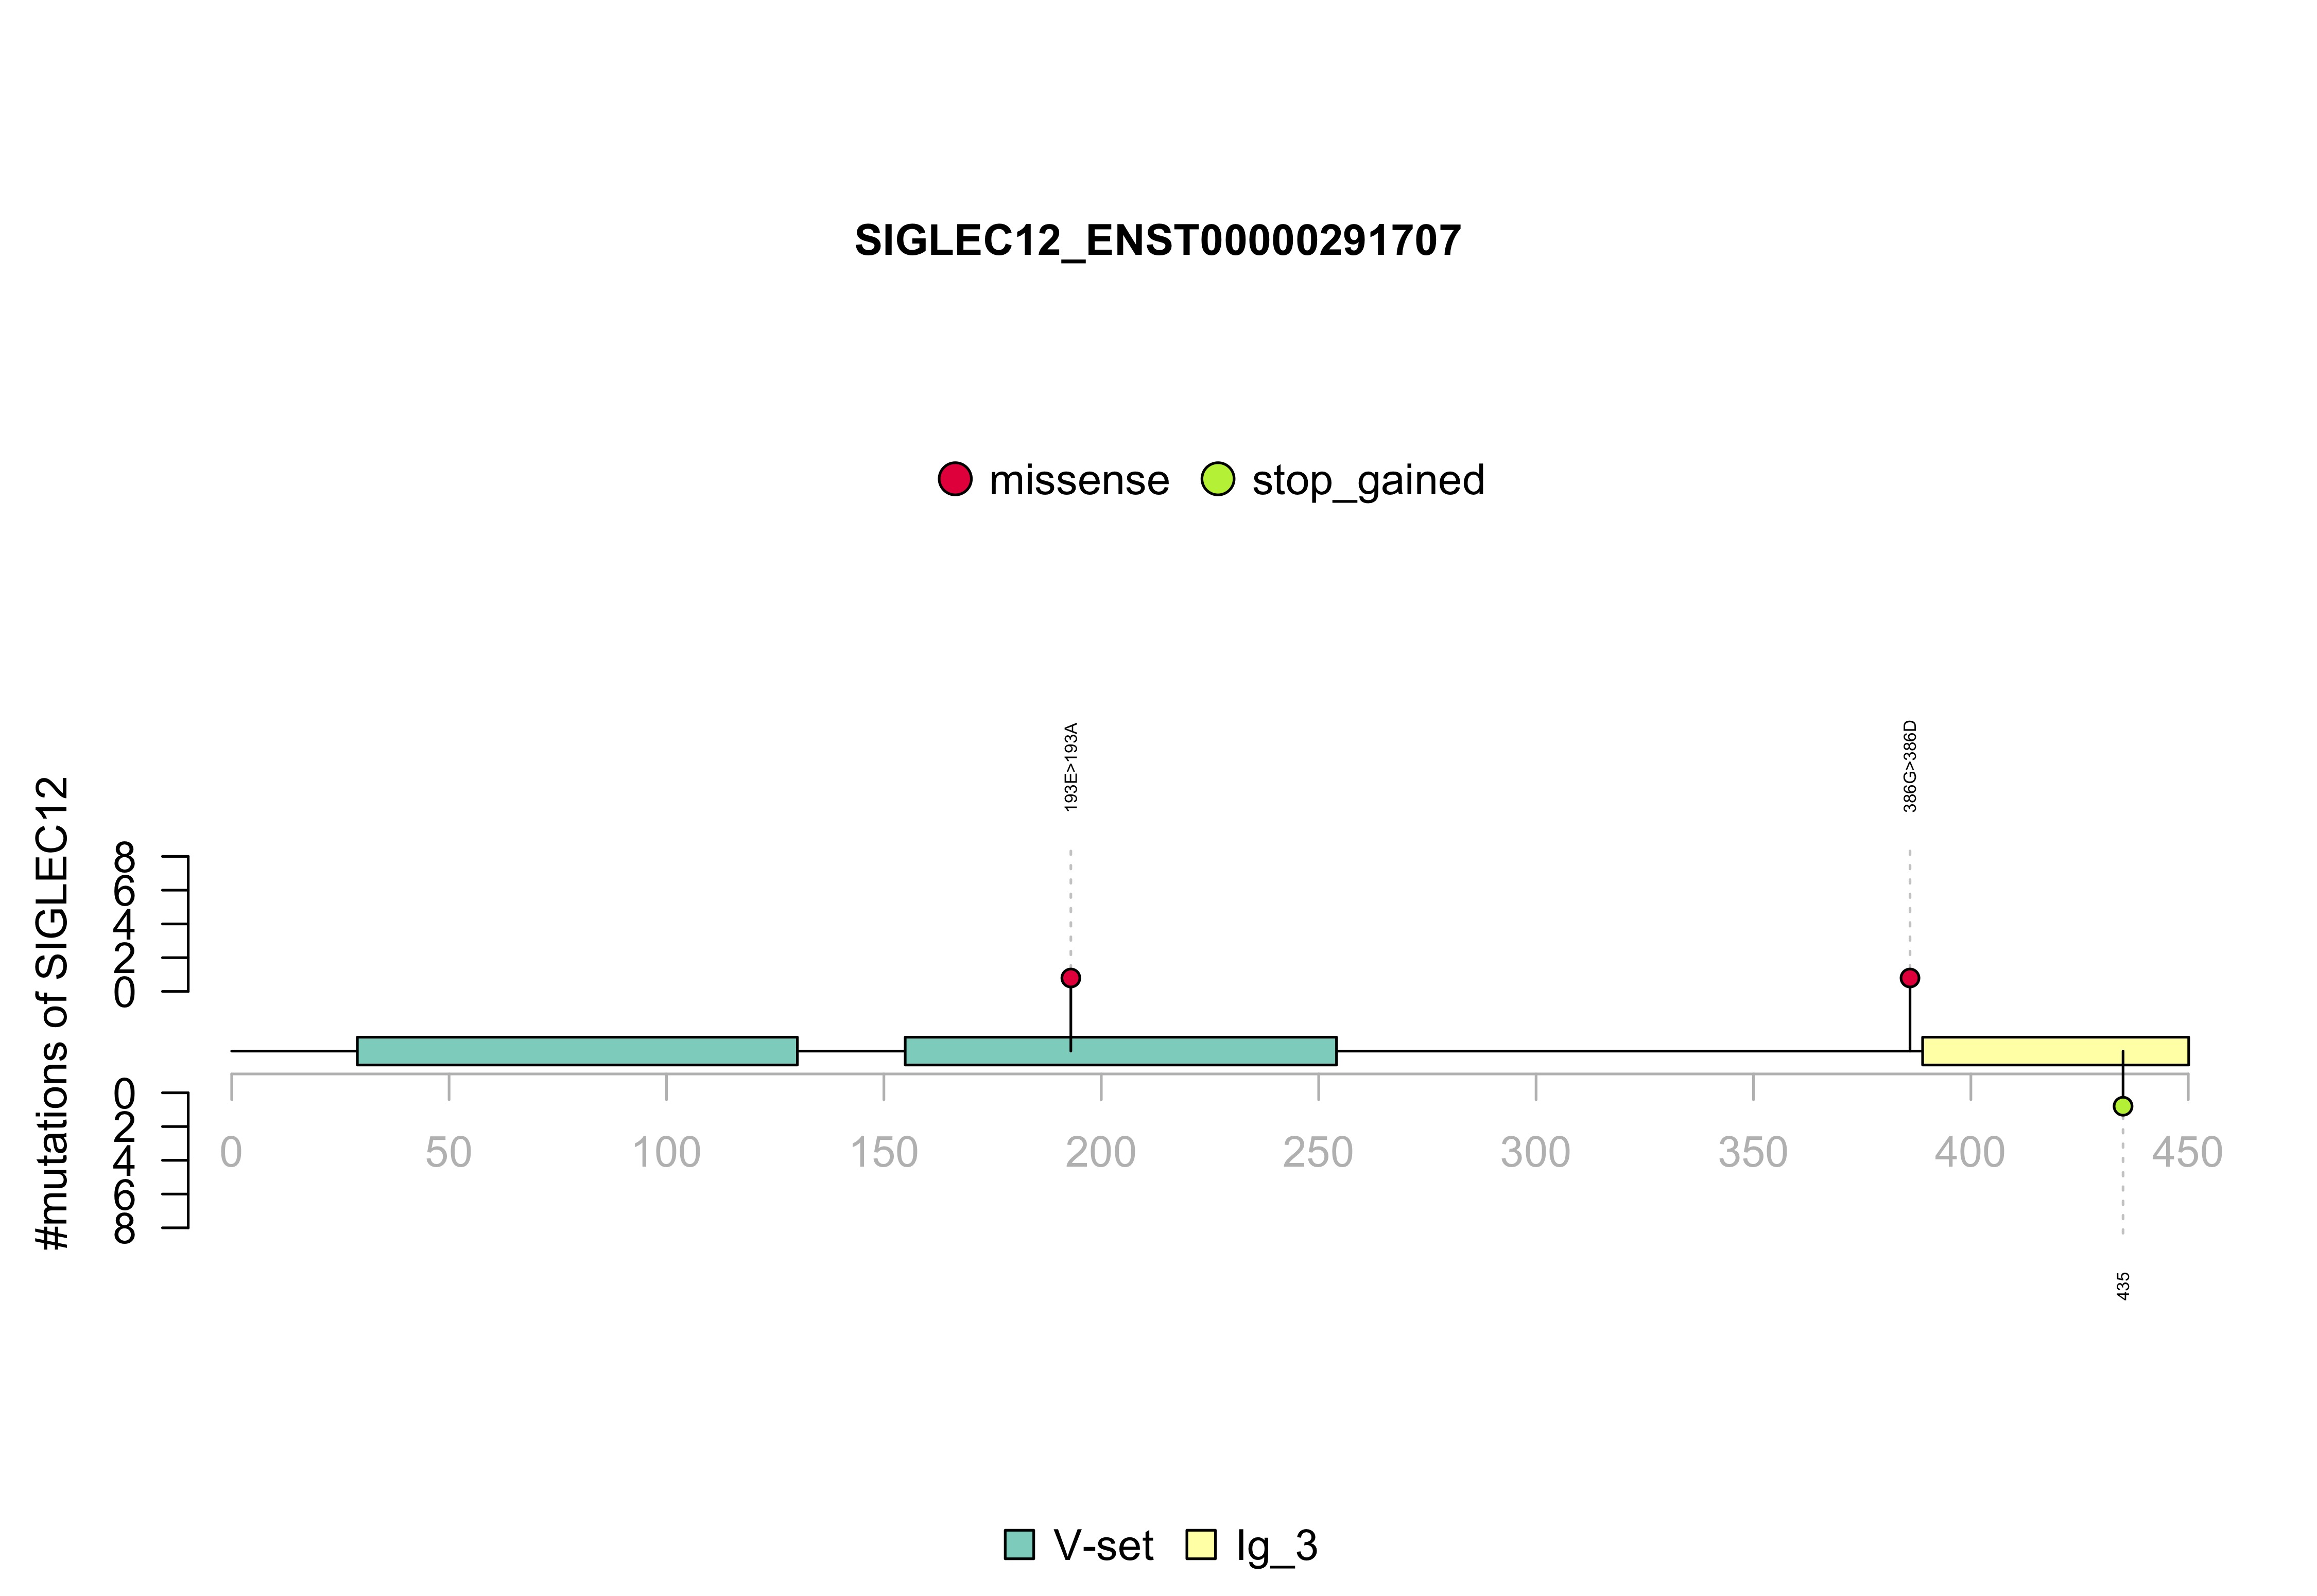 SIGLEC12_ENST00000291707
missense stop_gained
193E>193A
386G>386D
#mutations of SIGLEC12
8
6
4
2
0
0
2
4
6
8
0 50 100 150 200 250 300 350 400 450
435
V-set Ig_3